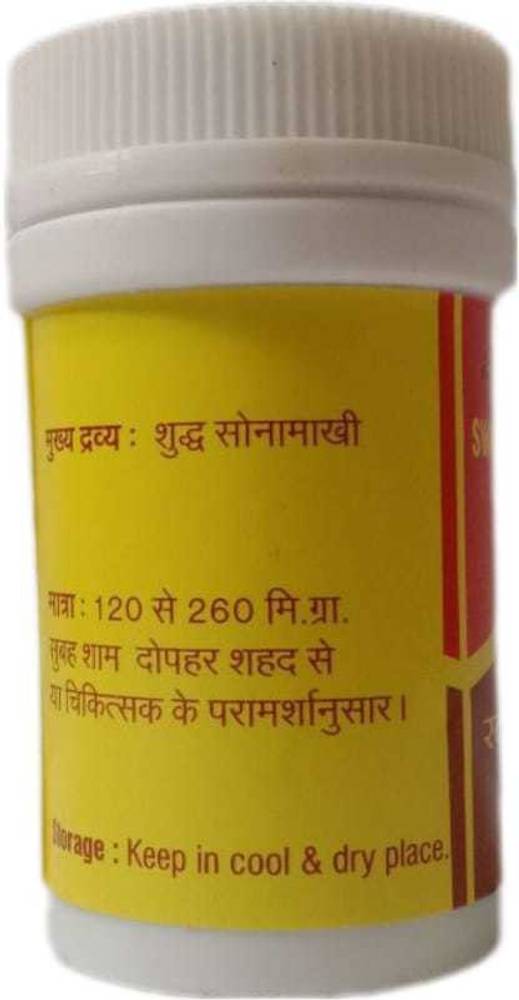 मुख्य द्रव्य : शुद्ध सोनामाखी
मात्रा : 120 से 260 मि.ग्रा.
सुबह शाम दोपहर शहद से
या चिकित्सक के परामर्शानुसार।
Storage : Keep in cool & dry place.